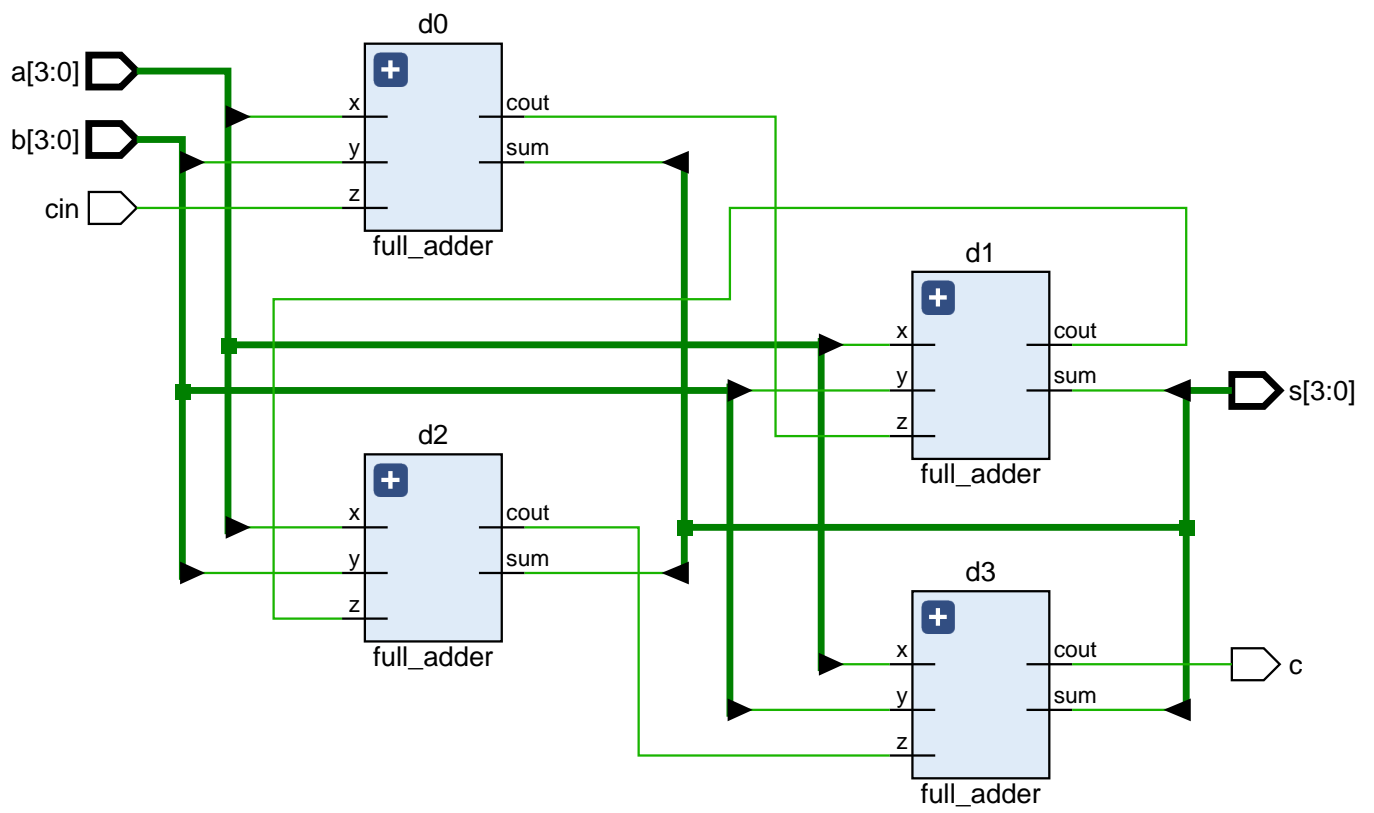 d0
a[3:0]
b[3:0]
cin
x
y
z
cout
sum
full_adder
d1
x
y
z
cout
sum
full_adder
s[3:0]
d2
x
y
z
cout
sum
full_adder
d3
x
y
z
cout
sum
full_adder
c